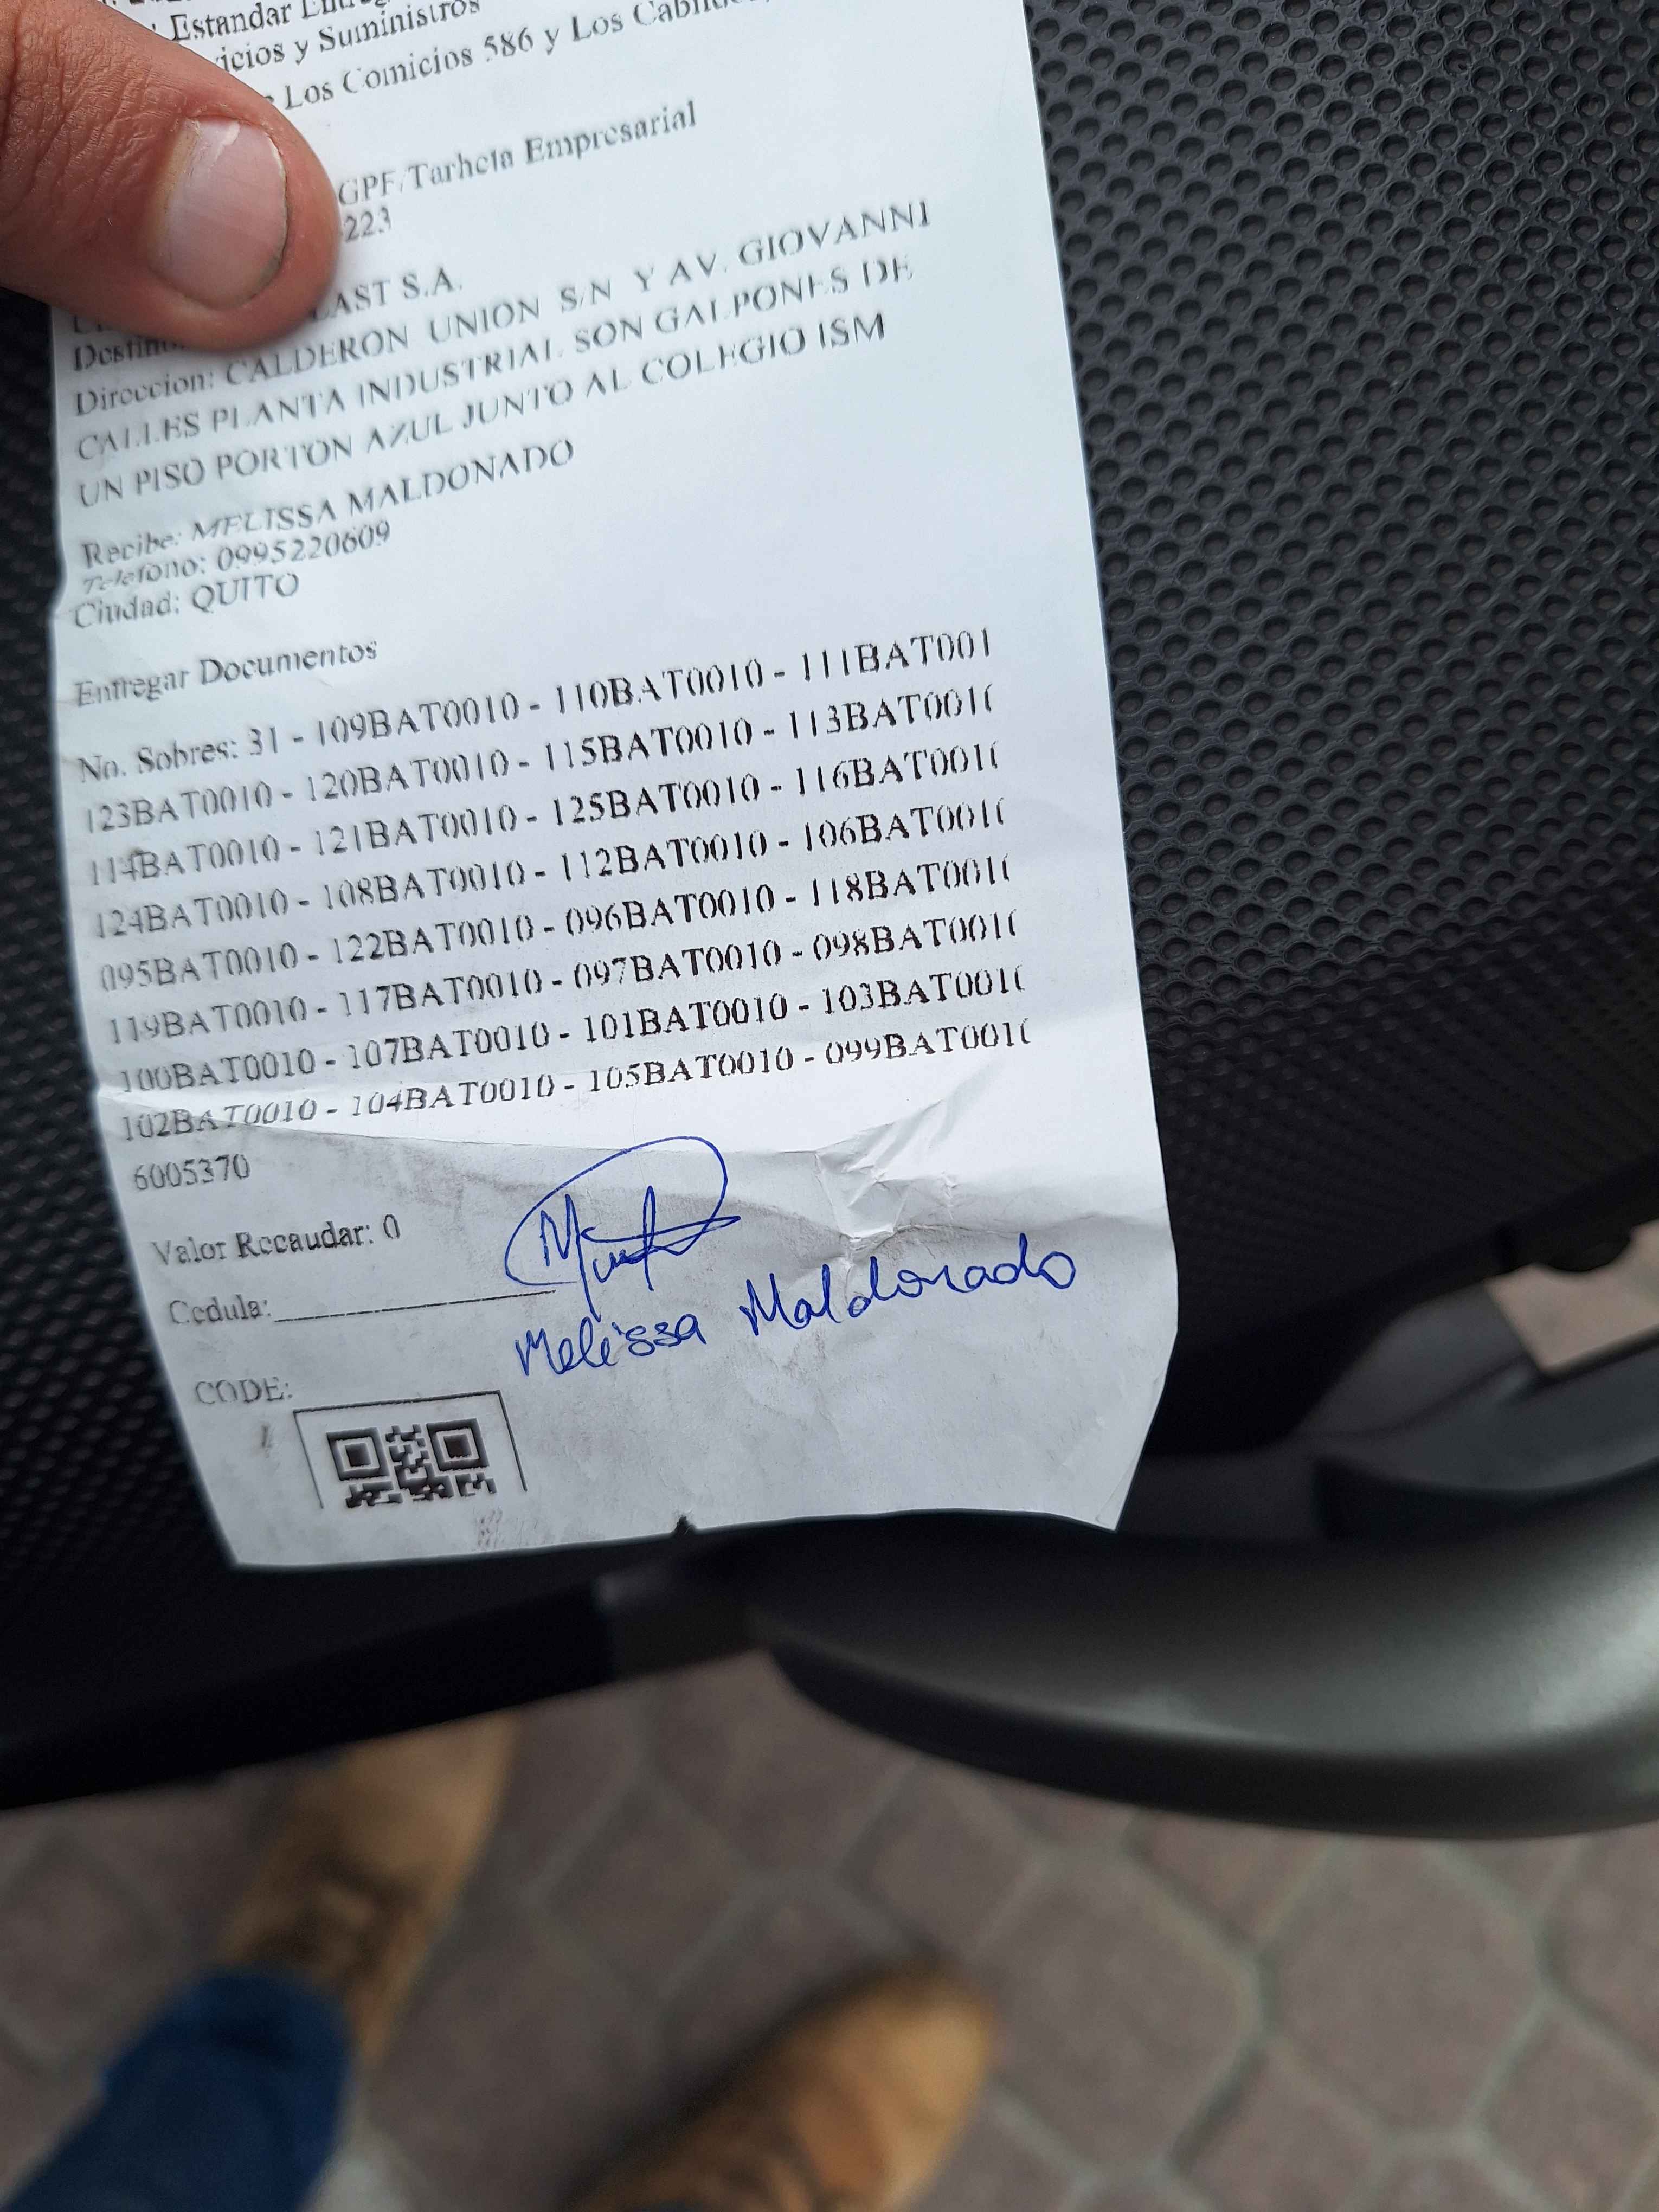 : Estandar
icios y Suministros
Los Comicios 586 y Los
GPF/Tarheta Empresarial
223
AST S.A.
Direccion: CALDERON UNION S/N Y AV. GIOVANNI
CALLES PLANTA INDUSTRIAL SON GALPONES DE
UN PISO PORTON AZUL JUNTO AL COLEGIO ISM
Recibe: MELISSA MALDONADO
Telefono: 0995220609
Ciudad: QUITO
Entregar Documentos
No. Sobres: 31 - 109BAT0010 - 110BAT0010 - 111BAT001
123BAT0010 - 120BAT0010 - 115BAT0010 - 113BAT001(
114BAT0010 - 121BAT0010 - 125BAT0010 - 116BAT001(
124BAT0010 - 108BAT0010 - 112BAT0010 - 106BAT001(
095BAT0010 - 122BAT0010 - 096BAT0010 - 118BAT001(
119BAT0010 - 117BAT0010 - 097BAT0010 - 098BAT001(
100BAT0010 - 107BAT0010 - 101BAT0010 - 103BAT001(
102BAT0010 - 104BAT0010 - 105BAT0010 - 099BAT001(
6005370
Valor Recaudar: 0
Cedula:
Melissa Maldonado
CODE: